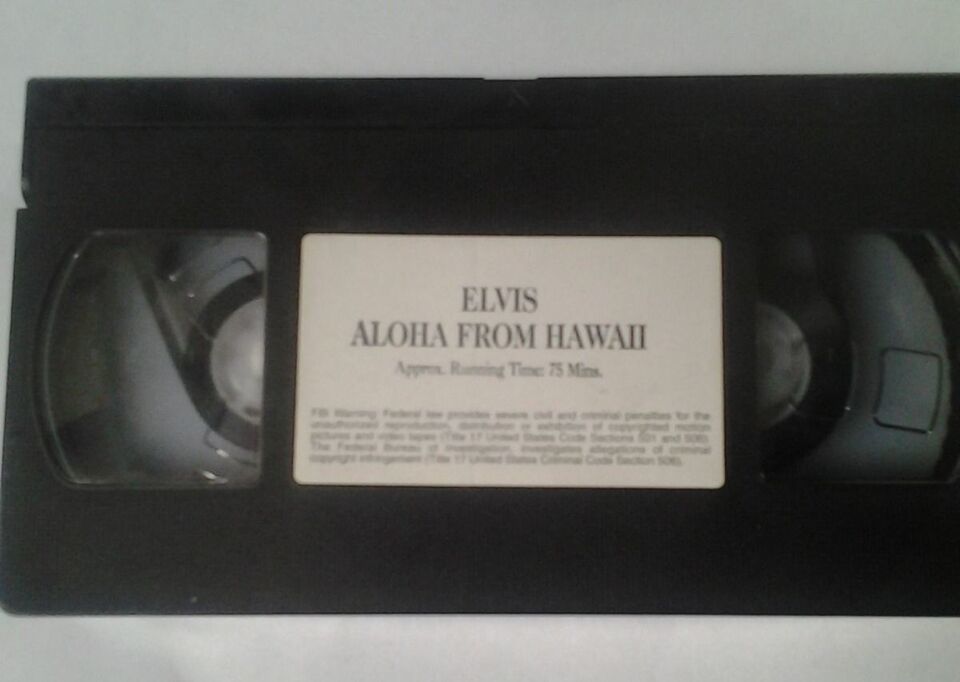 ELVIS
ALOHA FROM HAWAII
Approx. Running Time: 75 Mins.
FBI Warning: Federal law provides severe civil and criminal penalties for the
unauthorized reproduction, distribution or exhibition of copyrighted motion
pictures and video tapes (Title 17 United States Code Sections 501 and 506).
The Federal Bureau of Investigation, investigates allegations of criminal
copyright infringement (Title 17 United States Criminal Code Section 506).